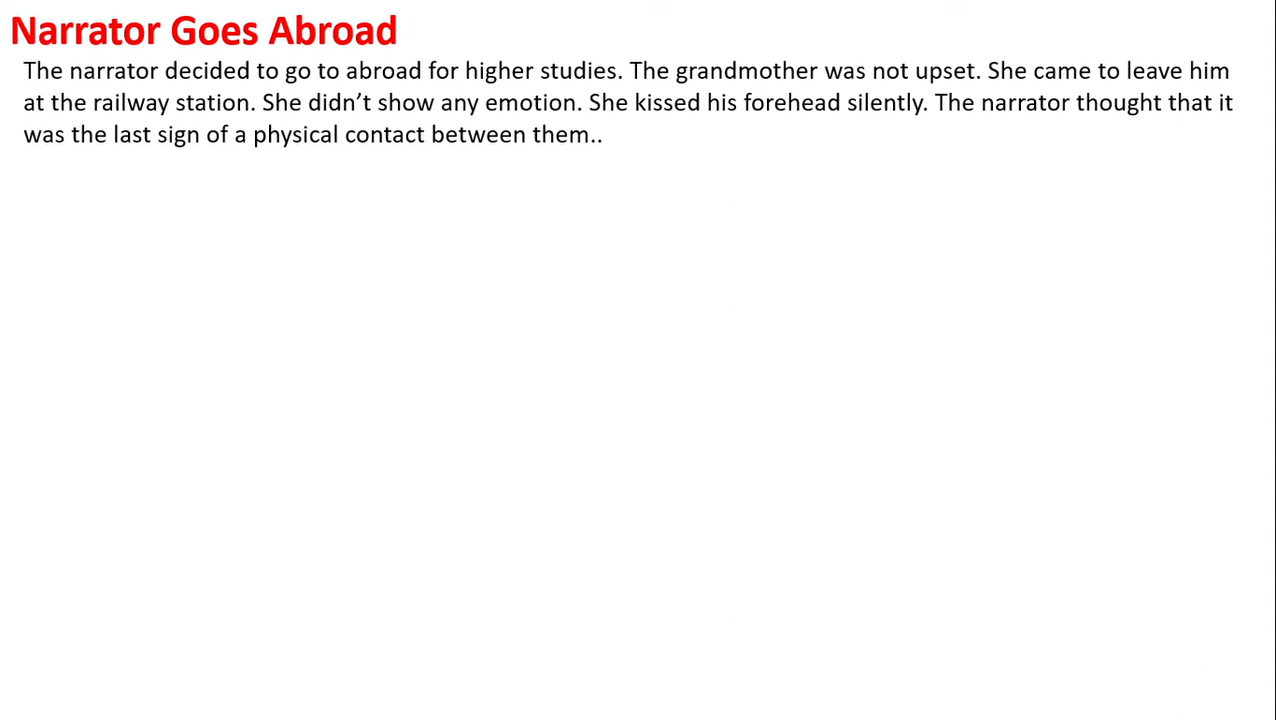 Narrator Goes Abroad
The narrator decided to go to abroad for higher studies. The grandmother was not upset. She came to leave him
at the railway station. She didn’t show any emotion. She kissed his forehead silently. The narrator thought that it
was the last sign of a physical contact between them..